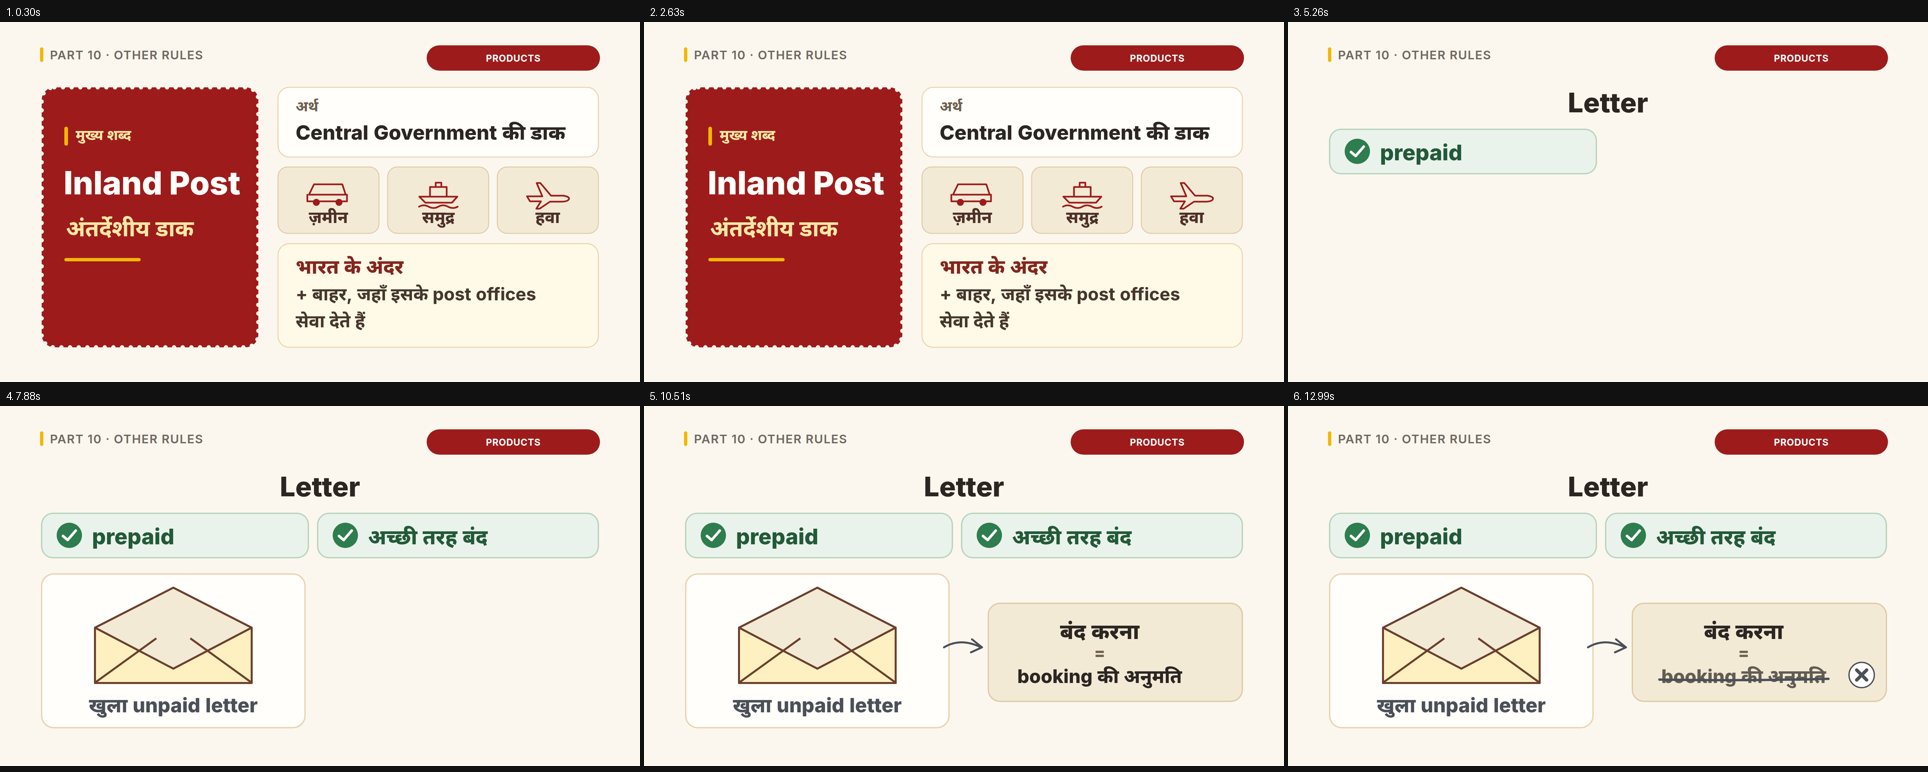 1. 0.30s
PART 10 · OTHER RULES
PRODUCTS
मुख्य शब्द
Inland Post
अंतर्देशीय डाक
अर्थ
Central Government की डाक
ज़मीन
समुद्र
हवा
भारत के अंदर
+ बाहर, जहाँ इसके post offices
सेवा देते हैं
2. 2.63s
PART 10 · OTHER RULES
PRODUCTS
मुख्य शब्द
Inland Post
अंतर्देशीय डाक
अर्थ
Central Government की डाक
ज़मीन
समुद्र
हवा
भारत के अंदर
+ बाहर, जहाँ इसके post offices
सेवा देते हैं
3. 5.26s
PART 10 · OTHER RULES
PRODUCTS
Letter
prepaid
4. 7.88s
PART 10 · OTHER RULES
PRODUCTS
Letter
prepaid
अच्छी तरह बंद
खुला unpaid letter
5. 10.51s
PART 10 · OTHER RULES
PRODUCTS
Letter
prepaid
अच्छी तरह बंद
खुला unpaid letter
बंद करना
=
booking की अनुमति
6. 12.99s
PART 10 · OTHER RULES
PRODUCTS
Letter
prepaid
अच्छी तरह बंद
खुला unpaid letter
बंद करना
=
booking की अनुमति